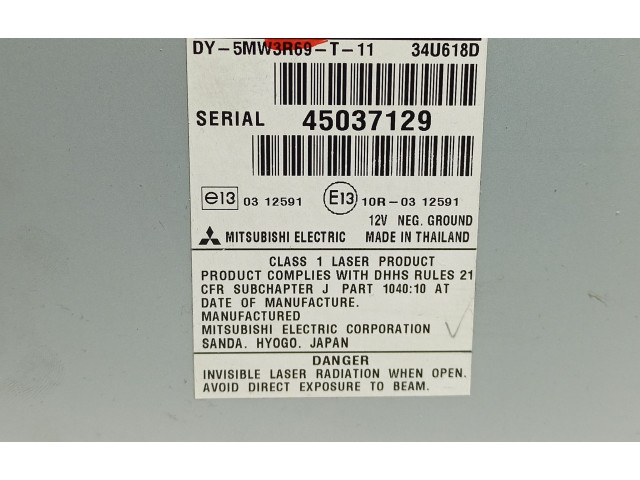 DY-5MW3R69-T-11 34U618D
SERIAL 45037129
e13 03 12591 E13 10R-03 12591
12V NEG. GROUND
MITSUBISHI ELECTRIC MADE IN THAILAND
CLASS 1 LASER PRODUCT
PRODUCT COMPLIES WITH DHHS RULES 21
CFR SUBCHAPTER J PART 1040:10 AT
DATE OF MANUFACTURE.
MANUFACTURED
MITSUBISHI ELECTRIC CORPORATION
SANDA. HYOGO. JAPAN
DANGER
INVISIBLE LASER RADIATION WHEN OPEN.
AVOID DIRECT EXPOSURE TO BEAM.